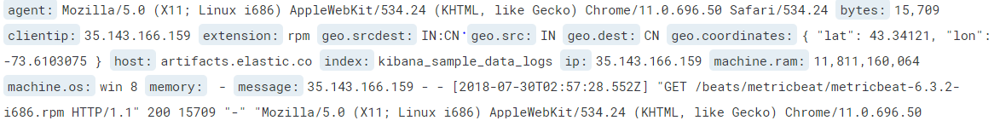 agent: Mozilla/5.0 (X11; Linux i686) AppleWebKit/534.24 (KHTML, like Gecko) Chrome/11.0.696.50 Safari/534.24 bytes: 15,709
clientip: 35.143.166.159 extension: rpm geo.srcdest: IN:CN geo.src: IN geo.dest: CN geo.coordinates: { "lat": 43.34121, "lon":
-73.6103075 } host: artifacts.elastic.co index: kibana_sample_data_logs ip: 35.143.166.159 machine.ram: 11,811,160,064
machine.os: win 8 memory: - message: 35.143.166.159 - - [2018-07-30T02:57:28.552Z] "GET /beats/metricbeat/metricbeat-6.3.2-
i686.rpm HTTP/1.1" 200 15709 "-" "Mozilla/5.0 (X11; Linux i686) AppleWebKit/534.24 (KHTML, like Gecko) Chrome/11.0.696.50